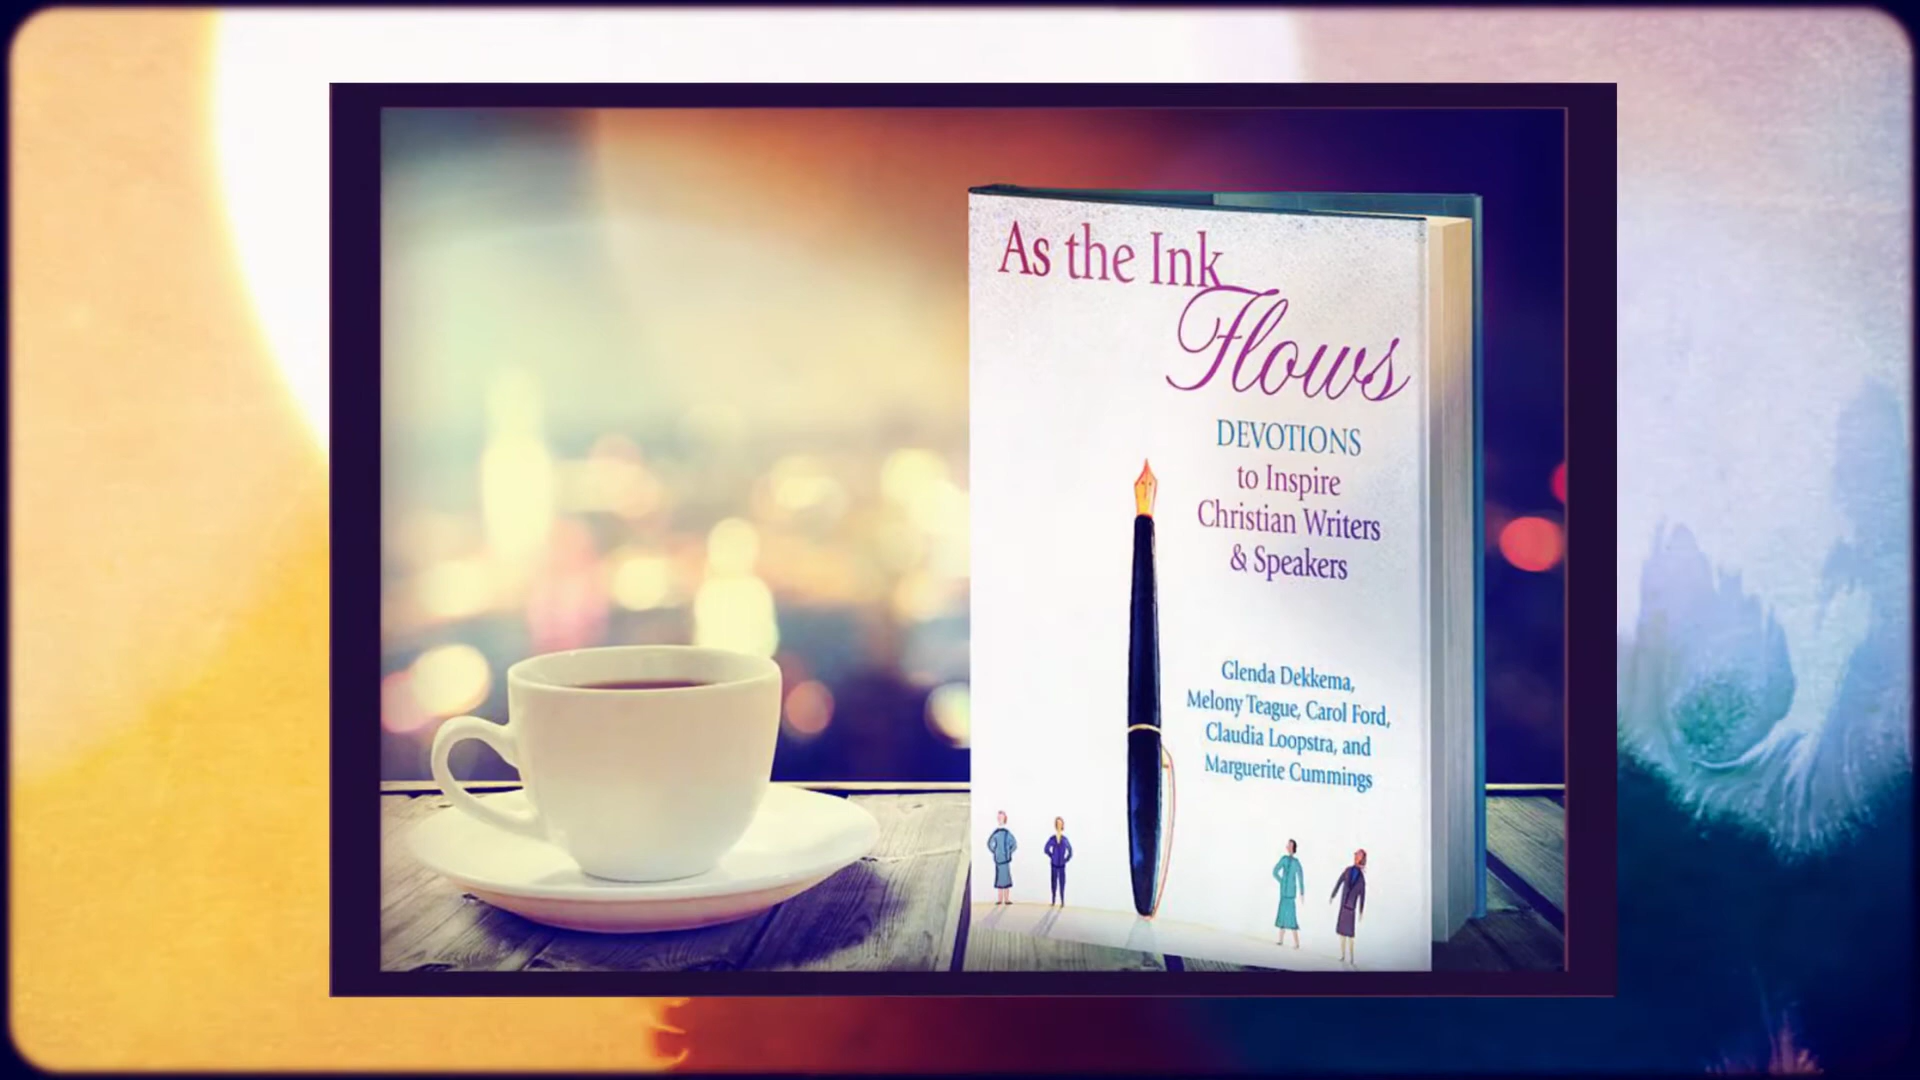 As the Ink
Flows
DEVOTIONS
to Inspire
Christian Writers
& Speakers
Glenda Dekkema,
Melony Teague, Carol Ford,
Claudia Loopstra, and
Marguerite Cummings